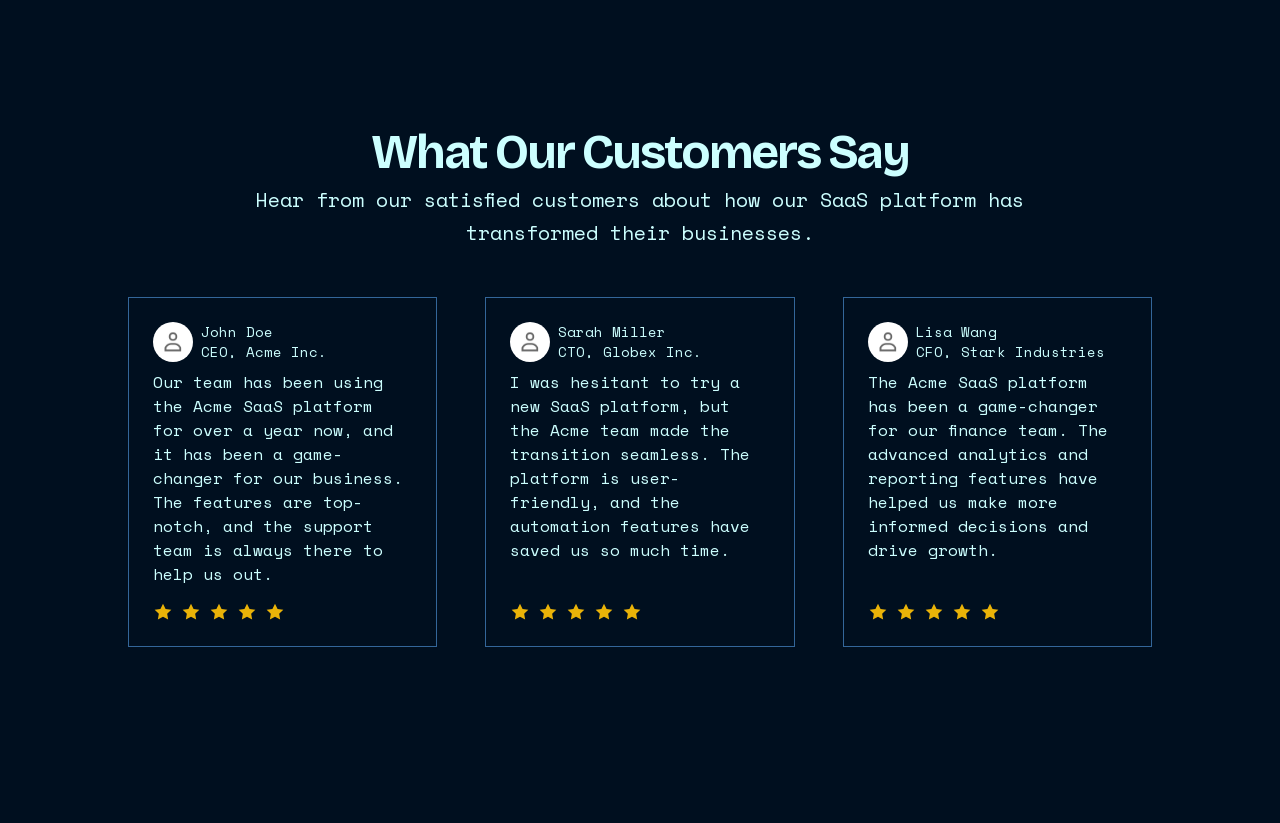 What Our Customers Say
Hear from our satisfied customers about how our SaaS platform has
transformed their businesses.
John Doe
CEO, Acme Inc.
Our team has been using
the Acme SaaS platform
for over a year now, and
it has been a game-
changer for our business.
The features are top-
notch, and the support
team is always there to
help us out.
Sarah Miller
CTO, Globex Inc.
I was hesitant to try a
new SaaS platform, but
the Acme team made the
transition seamless. The
platform is user-
friendly, and the
automation features have
saved us so much time.
Lisa Wang
CFO, Stark Industries
The Acme SaaS platform
has been a game-changer
for our finance team. The
advanced analytics and
reporting features have
helped us make more
informed decisions and
drive growth.